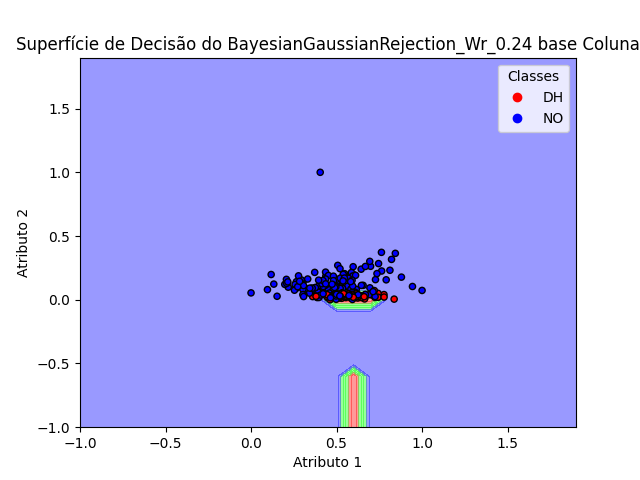 Superfície de Decisão do BayesianGaussianRejection_Wr_0.24 base Coluna
Classes
DH
NO
1.5
1.0
0.5
0.0
−0.5
−1.0
Atributo 2
−1.0 −0.5 0.0 0.5 1.0 1.5
Atributo 1